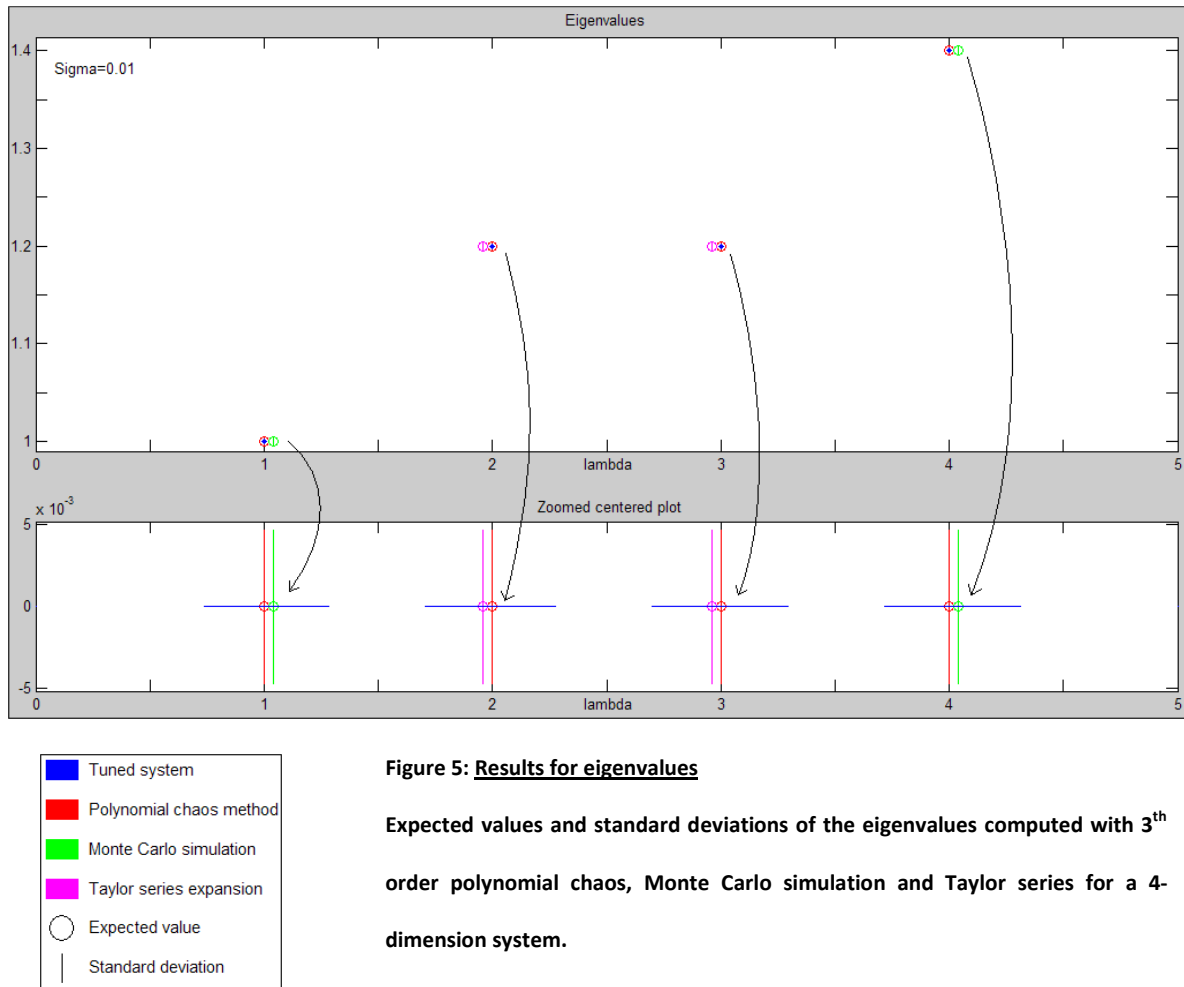 Eigenvalues
Sigma=0.01
1.4
1.3
1.2
1.1
1
0 1 2 lambda 3 4 5
x 10^-3
Zoomed centered plot
5
0
-5
0 1 2 lambda 3 4 5
Tuned system
Polynomial chaos method
Monte Carlo simulation
Taylor series expansion
Expected value
Standard deviation
Figure 5: Results for eigenvalues
Expected values and standard deviations of the eigenvalues computed with 3th
order polynomial chaos, Monte Carlo simulation and Taylor series for a 4-
dimension system.